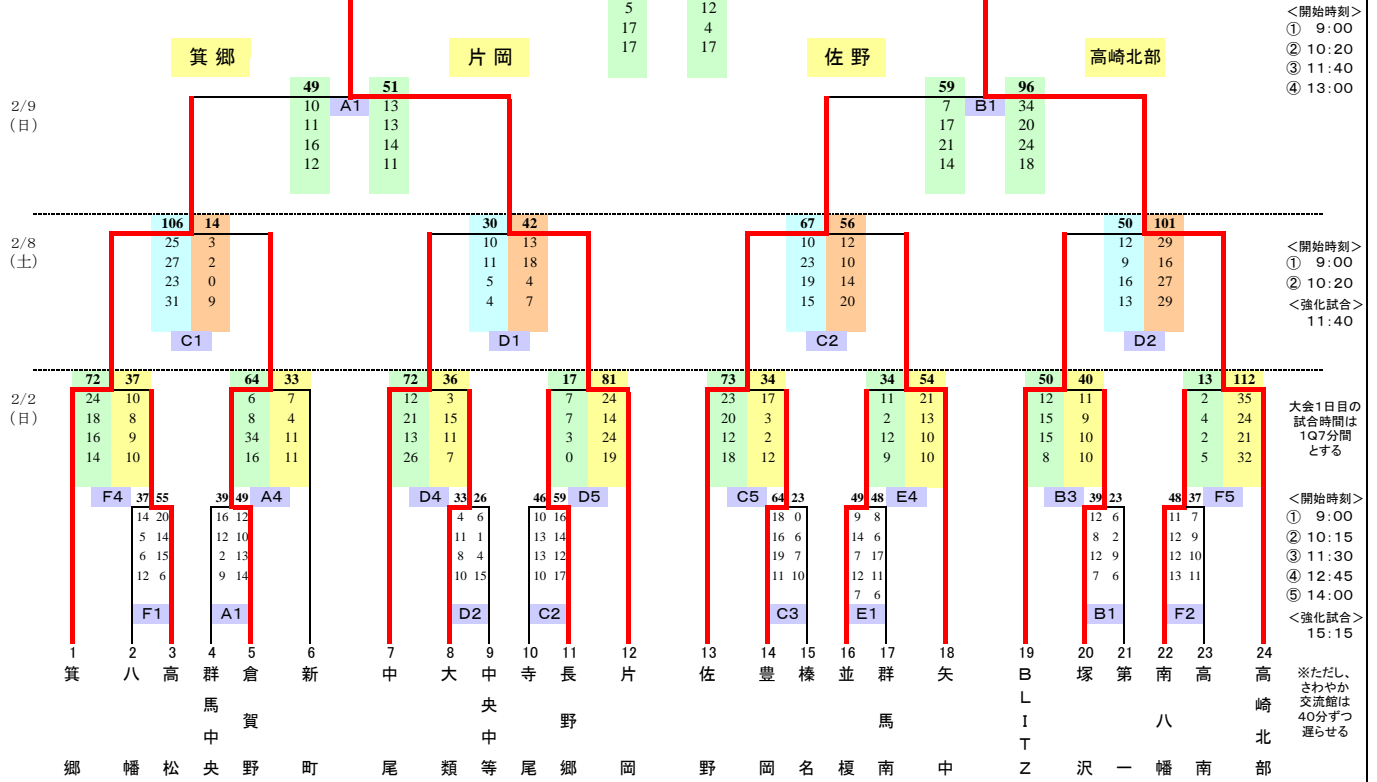 5 12
17 4
17 17
<開始時刻>
① 9:00
② 10:20
③ 11:40
④ 13:00
箕郷 片岡 佐野 高崎北部
2/9
(日)
49 A1 51
10 13
11 13
16 14
12 11
59 B1 96
7 34
17 20
21 24
14 18
2/8
(土)
106 14
25 3
27 2
23 0
31 9
C1
30 42
10 13
11 18
5 4
4 7
D1
67 56
10 12
23 10
19 14
15 20
C2
50 101
12 29
9 16
16 27
13 29
D2
<開始時刻>
① 9:00
② 10:20
<強化試合>
11:40
2/2
(日)
72 37
24 10
18 8
16 9
14 10
F4
64 33
6 7
8 4
34 11
16 11
A4
72 36
12 3
21 15
13 11
26 7
D4
17 81
7 24
7 14
3 24
0 19
D5
73 34
23 17
20 3
12 2
18 12
C5
34 54
11 21
2 13
12 10
9 10
E4
50 40
12 11
15 9
15 10
8 10
B3
13 112
2 35
4 24
2 21
5 32
F5
大会1日目の
試合時間は
1Q7分間
とする
37 55
14 20
5 14
6 15
12 6
F1
39 49
16 12
12 10
2 13
9 14
A1
33 26
4 6
11 1
8 4
10 15
D2
46 59
10 16
13 14
13 12
10 17
C2
64 23
18 0
16 6
19 7
11 10
C3
49 48
9 8
14 6
7 17
12 11
7 6
E1
39 23
12 6
8 2
12 9
7 6
B1
48 37
11 7
12 9
12 10
13 11
F2
<開始時刻>
① 9:00
② 10:15
③ 11:30
④ 12:45
⑤ 14:00
<強化試合>
15:15
1 箕郷
2 八幡
3 高松
4 群馬中央
5 倉賀野
6 新町
7 中尾
8 大類
9 中央中等
10 寺尾
11 長野郷
12 片岡
13 佐野
14 豊岡
15 榛名
16 並榎
17 群馬南
18 矢中
19 BLITZ
20 塚沢
21 第一
22 南八幡
23 高南
24 高崎北部
※ただし、
さわやか
交流館は
40分ずつ
遅らせる